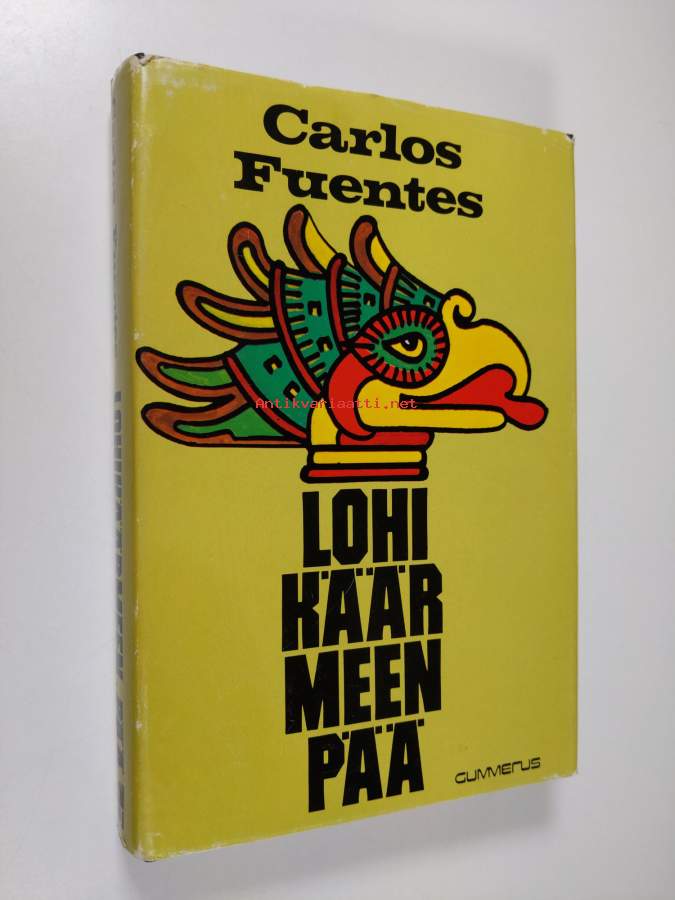 Carlos
Fuentes
Antikvariaatti.net
LOHI
KÄÄR
MEEN
PÄÄ
GUMMERUS